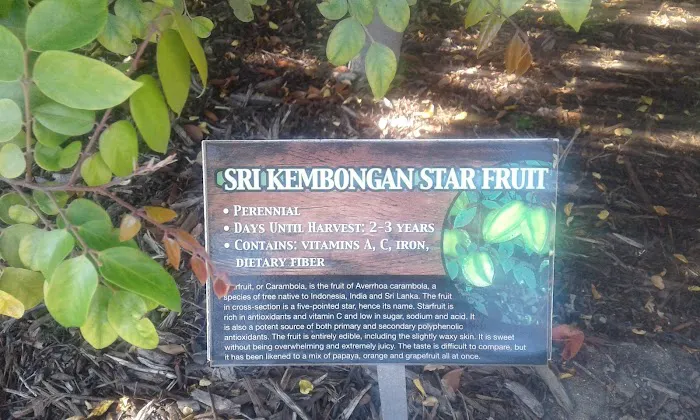 SRI KEMBONGAN STAR FRUIT
• PERENNIAL
• DAYS UNTIL HARVEST: 2-3 YEARS
• CONTAINS: VITAMINS A, C, IRON,
DIETARY FIBER
fruit, or Carambola, is the fruit of Averrhoa carambola, a
species of tree native to Indonesia, India and Sri Lanka. The fruit
in cross-section is a five-pointed star, hence its name. Starfruit is
rich in antioxidants and vitamin C and low in sugar, sodium and acid. It
is also a potent source of both primary and secondary polyphenolic
antioxidants. The fruit is entirely edible, including the slightly waxy skin. It is sweet
without being overwhelming and extremely juicy. The taste is difficult to compare, but
it has been likened to a mix of papaya, orange and grapefruit all at once.